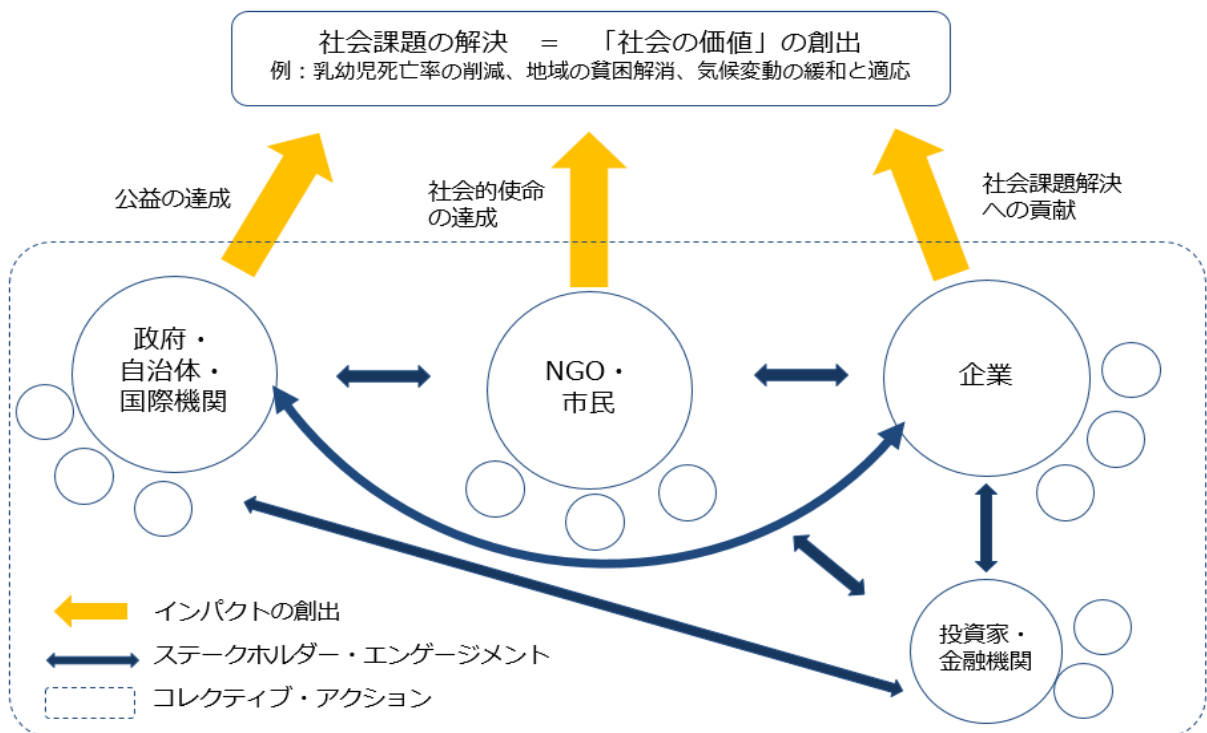 社会課題の解決 = 「社会の価値」の創出
例：乳幼児死亡率の削減、地域の貧困解消、気候変動の緩和と適応
公益の達成
社会的使命
の達成
社会課題解決
への貢献
政府・
自治体・
国際機関
NGO・
市民
企業
投資家・
金融機関
インパクトの創出
ステークホルダー・エンゲージメント
コレクティブ・アクション